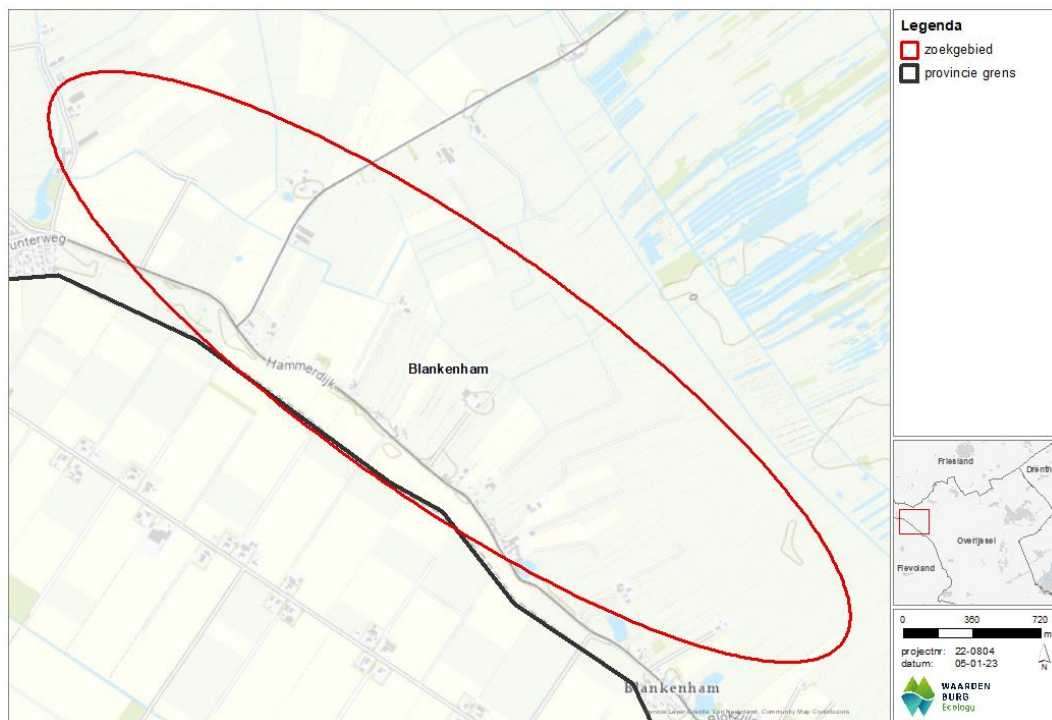 Legenda
zoekgebied
provincie grens
unterweg
Hammerdijk
Blankenham
Blankenham
Friesland
Drenth
Overijssel
Flevoland
0 360 720
m
projectnr: 22-0804
datum: 05-01-23
N
WAARDEN
BURG
Ecology